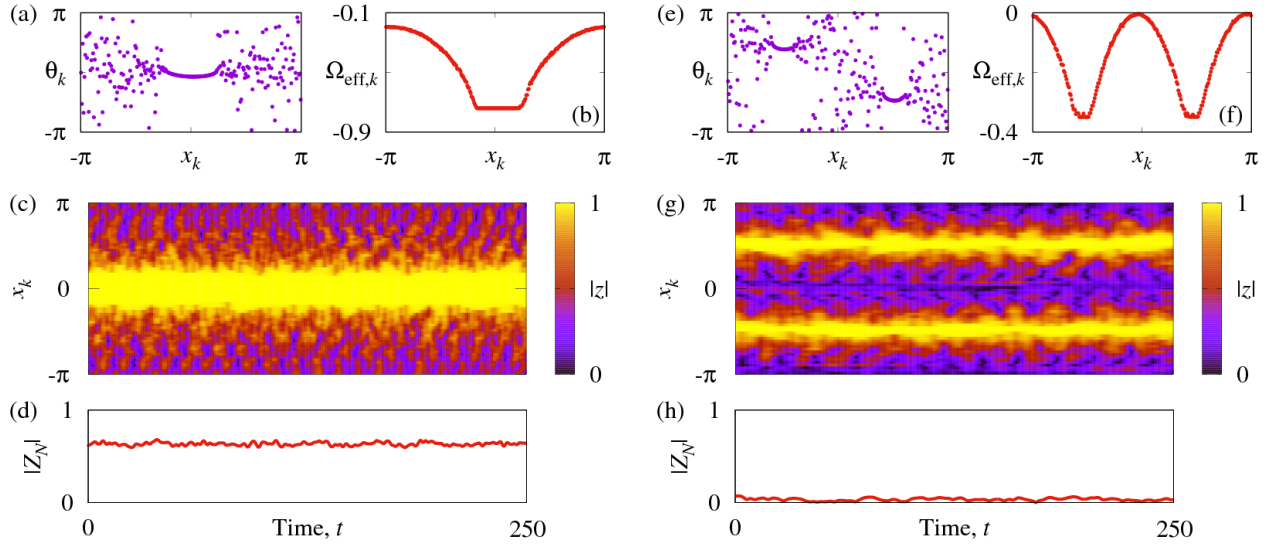 (a)
π
θk
-π
-π
xk
π
-0.1
Ωeff,k
-0.9
(b)
-π
xk
π
(c)
π
xk
0
-π
1
|z|
0
(d)
1
|ZN|
0
0
Time, t
250
(e)
π
θk
-π
-π
xk
π
0
Ωeff,k
-0.4
(f)
-π
xk
π
(g)
π
xk
0
-π
1
|z|
0
(h)
1
|ZN|
0
0
Time, t
250